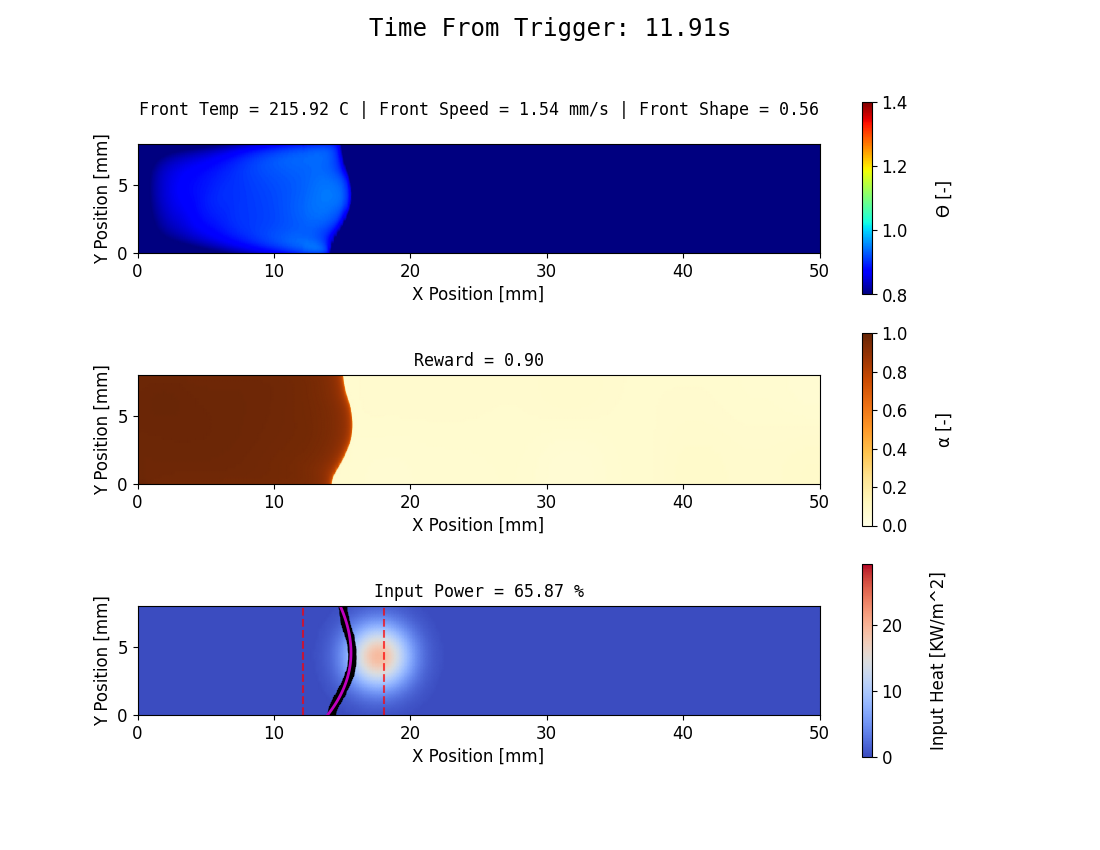 Time From Trigger: 11.91s
Front Temp = 215.92 C | Front Speed = 1.54 mm/s | Front Shape = 0.56
Y Position [mm]
5
0
0 10 20 30 40 50
X Position [mm]
1.4
1.2
1.0
0.8
Θ [-]
Reward = 0.90
Y Position [mm]
5
0
0 10 20 30 40 50
X Position [mm]
1.0
0.8
0.6
0.4
0.2
0.0
α [-]
Input Power = 65.87 %
Y Position [mm]
5
0
0 10 20 30 40 50
X Position [mm]
20
10
0
Input Heat [KW/m^2]